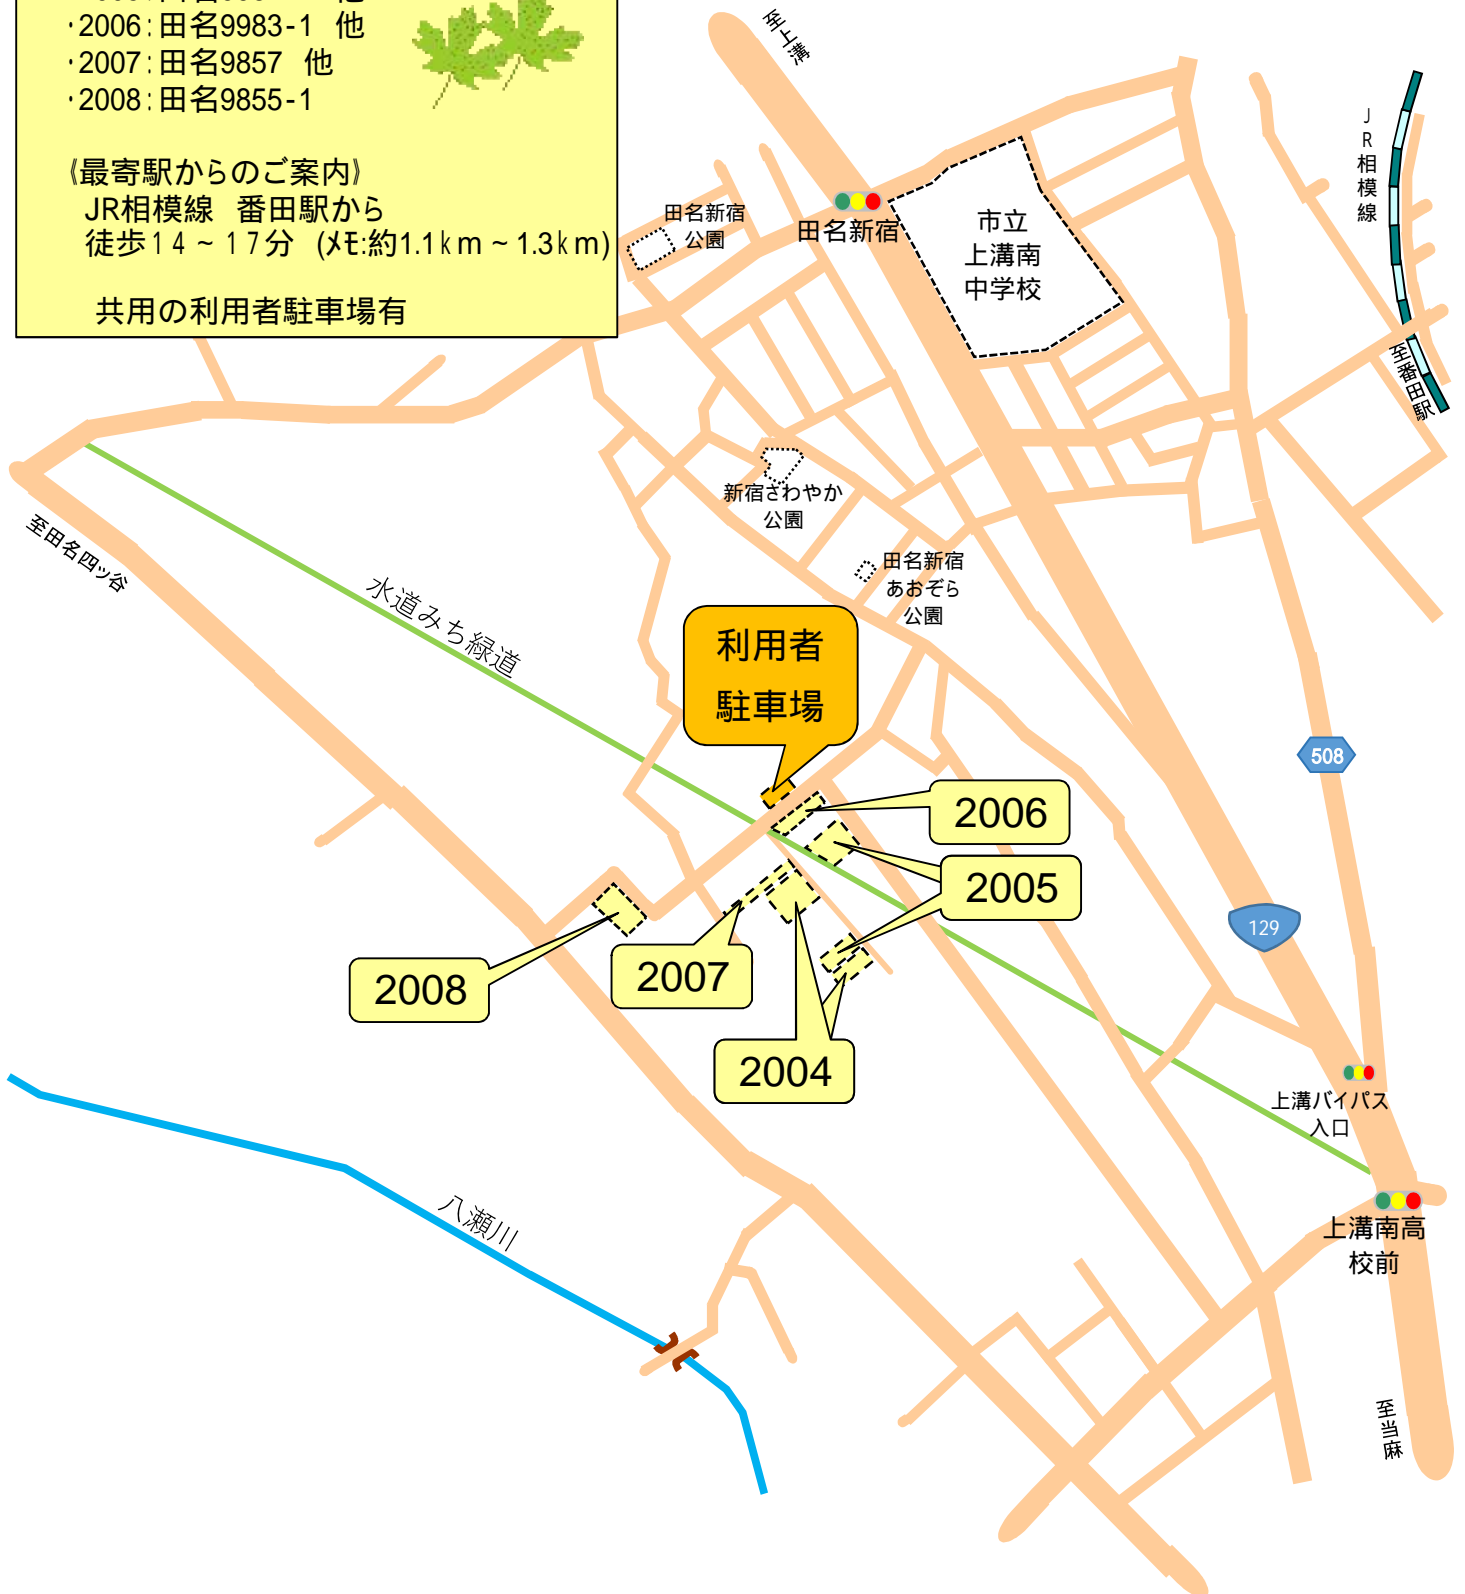 ･2006：田名9983-1 他
･2007：田名9857 他
･2008：田名9855-1
《最寄駅からのご案内》
JR相模線 番田駅から
徒歩14～17分 (メモ:約1.1km～1.3km)
共用の利用者駐車場有
至上溝
JR相模線
田名新宿
公園
田名新宿
市立
上溝南
中学校
至番田駅
新宿さわやか
公園
至田名四ッ谷
田名新宿
あおぞら
公園
水道みち緑道
利用者
駐車場
508
2006
2005
129
2007
2008
2004
上溝バイパス
入口
八瀬川
上溝南高
校前
至当麻